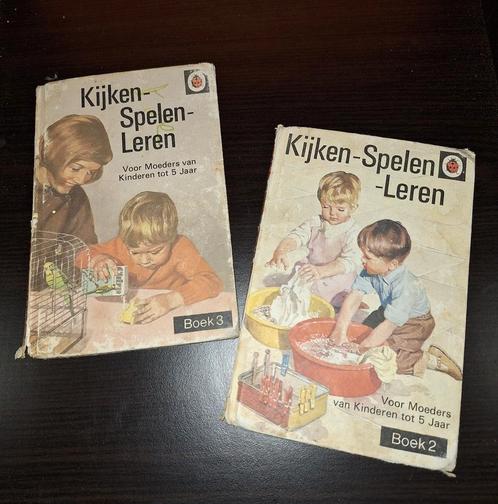 Kijken-
Spelen-
Leren
Voor Moeders van
Kinderen tot 5 Jaar
Boek 3
Kijken-Spelen
-Leren
Voor Moeders
van Kinderen tot 5 Jaar
Boek 2